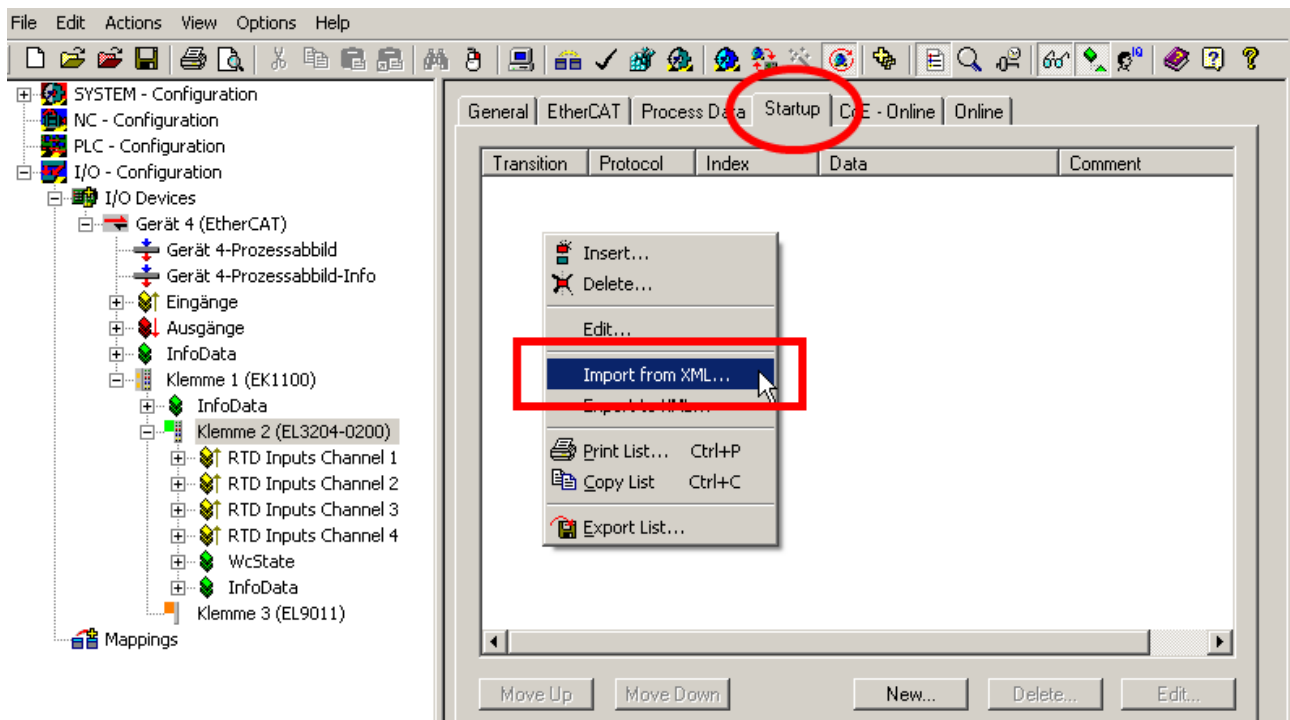 File Edit Actions View Options Help
SYSTEM - Configuration
NC - Configuration
PLC - Configuration
I/O - Configuration
I/O Devices
Gerät 4 (EtherCAT)
Gerät 4-Prozessabbild
Gerät 4-Prozessabbild-Info
Eingänge
Ausgänge
InfoData
Klemme 1 (EK1100)
InfoData
Klemme 2 (EL3204-0200)
RTD Inputs Channel 1
RTD Inputs Channel 2
RTD Inputs Channel 3
RTD Inputs Channel 4
WcState
InfoData
Klemme 3 (EL9011)
Mappings
General EtherCAT Process Data Startup CoE - Online Online
Transition Protocol Index Data Comment
Insert...
Delete...
Edit...
Import from XML...
Export to XML...
Print List... Ctrl+P
Copy List Ctrl+C
Export List...
Move Up Move Down New... Delete... Edit...